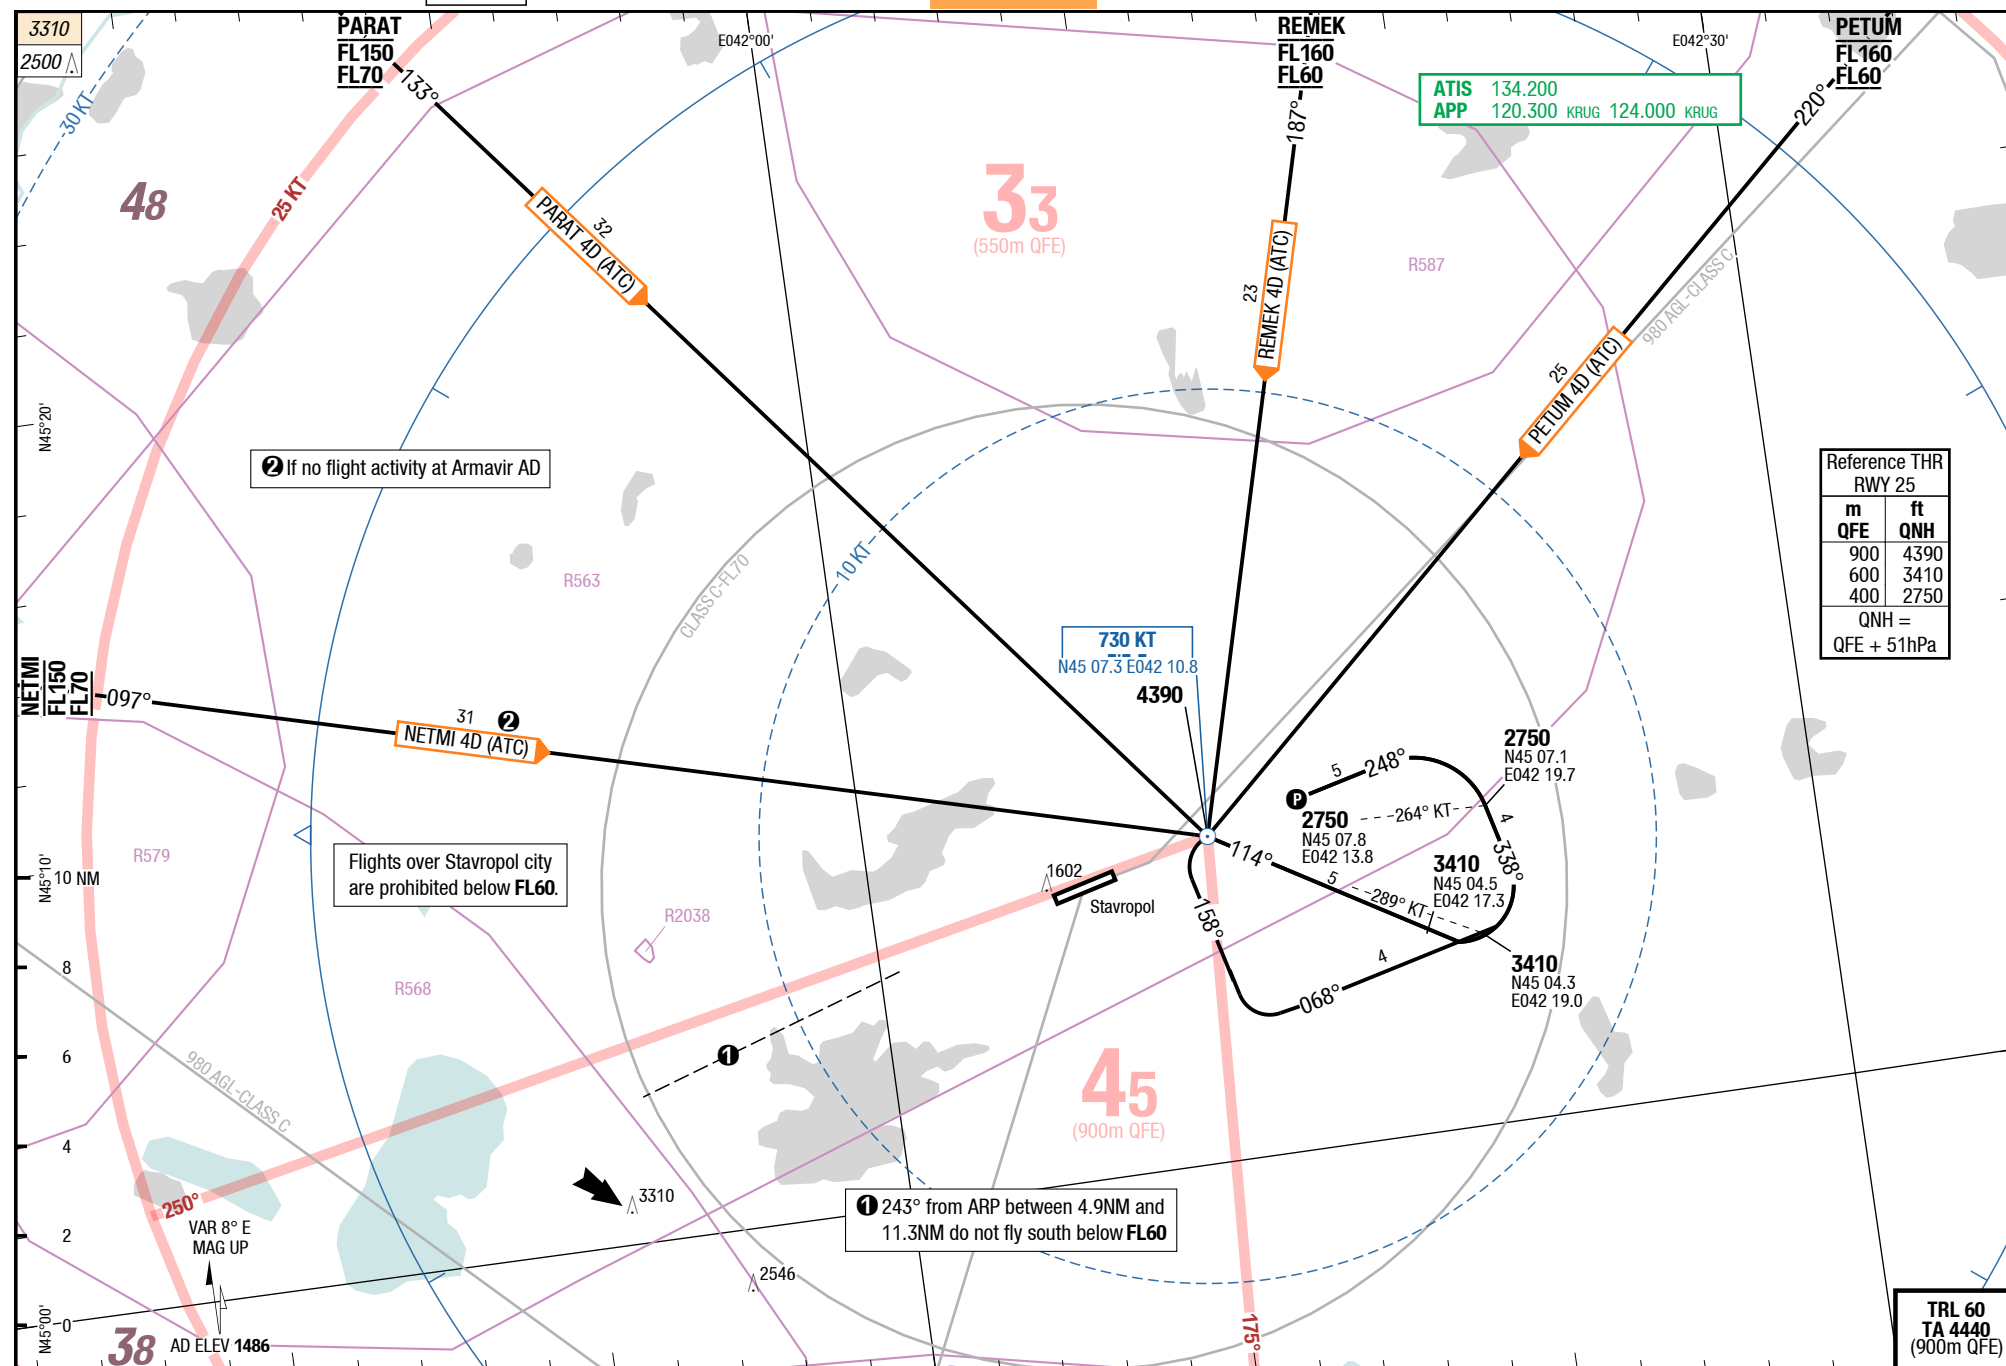 3310
2500
PARAT
FL150
FL70
133°
E042°00'
REMEK
FL160
FL60
187°
E042°30'
PETUM
FL160
FL60
220°
ATIS 134.200
APP 120.300 KRUG 124.000 KRUG
30 KT
25 KT
48
33
(550m QFE)
R587
32
PARAT 4D (ATC)
23
REMEK 4D (ATC)
25
PETUM 4D (ATC)
980 AGL-CLASS C
N45°20'
❷ If no flight activity at Armavir AD
R563
CLASS C-FL70
10 KT
Reference THR
RWY 25
m ft
QFE QNH
900 4390
600 3410
400 2750
QNH =
QFE + 51hPa
730 KT
N45 07.3 E042 10.8
4390
NETMI
FL150
FL70
097°
31 ❷
NETMI 4D (ATC)
2750
N45 07.1
E042 19.7
5
248°
P
2750
N45 07.8
E042 13.8
264° KT
4
338°
114°
5
289° KT
3410
N45 04.5
E042 17.3
3410
N45 04.3
E042 19.0
158°
068°
4
R579
Flights over Stavropol city
are prohibited below FL60.
N45°10'
10 NM
8
6
4
2
0
1602
Stavropol
R2038
R568
980 AGL-CLASS C
❶
45
(900m QFE)
3310
❶ 243° from ARP between 4.9NM and
11.3NM do not fly south below FL60
2546
250°
VAR 8° E
MAG UP
175°
N45°00'
38
AD ELEV 1486
TRL 60
TA 4440
(900m QFE)